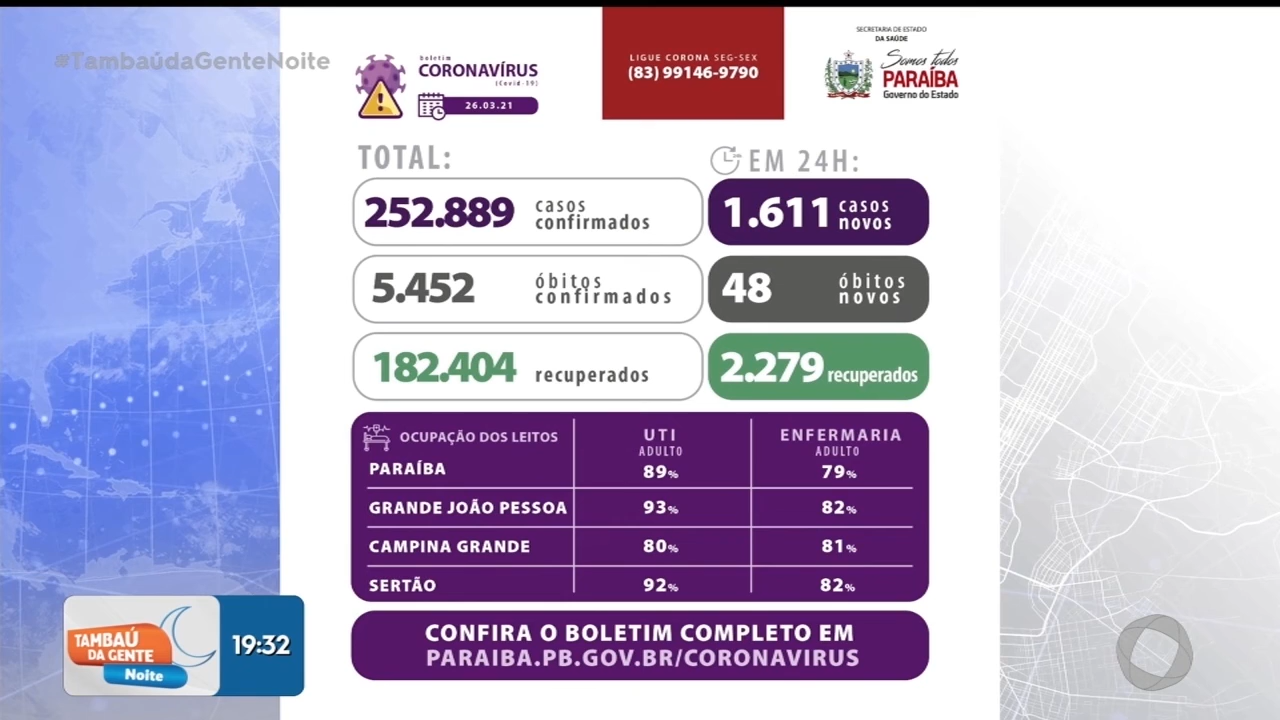 #TambaúdaGenteNoite
boletim
CORONAVÍRUS
(Covid-19)
26.03.21
LIGUE CORONA SEG-SEX
(83) 99146-9790
SECRETARIA DE ESTADO
DA SAÚDE
Somos todos
PARAÍBA
Governo do Estado
TOTAL:
EM 24H:
252.889 casos confirmados
1.611 casos novos
5.452 óbitos confirmados
48 óbitos novos
182.404 recuperados
2.279 recuperados
OCUPAÇÃO DOS LEITOS UTI ADULTO ENFERMARIA ADULTO
PARAÍBA 89% 79%
GRANDE JOÃO PESSOA 93% 82%
CAMPINA GRANDE 80% 81%
SERTÃO 92% 82%
CONFIRA O BOLETIM COMPLETO EM
PARAIBA.PB.GOV.BR/CORONAVIRUS
TAMBAÚ
DA GENTE
Noite
19:32